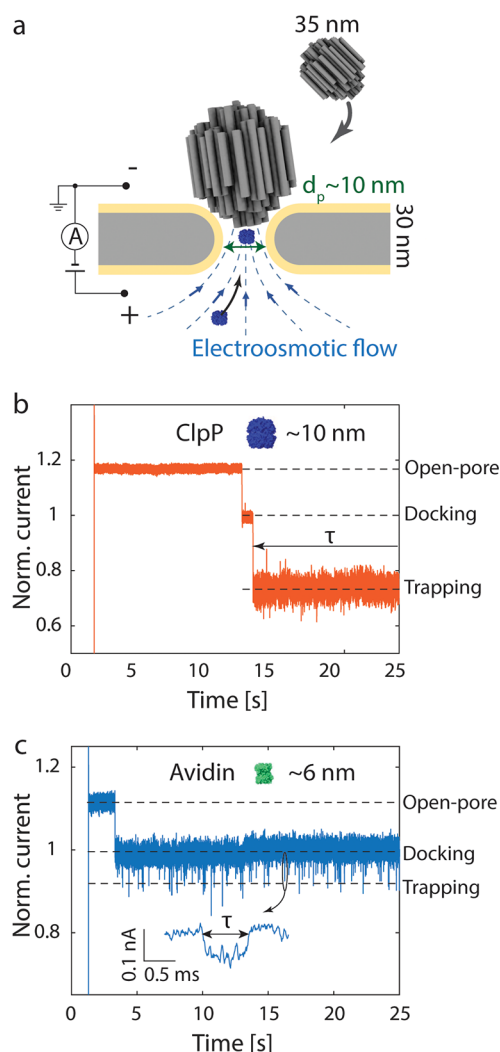 a
35 nm
-
dp~10 nm
30 nm
A
+
Electroosmotic flow
b
ClpP
~10 nm
1.2
1
0.8
0.6
Open-pore
Docking
τ
Trapping
0
5
10
15
20
25
Norm. current
Time [s]
c
Avidin
~6 nm
1.2
1
0.8
Open-pore
Docking
Trapping
τ
0.1 nA
0.5 ms
0
5
10
15
20
25
Norm. current
Time [s]